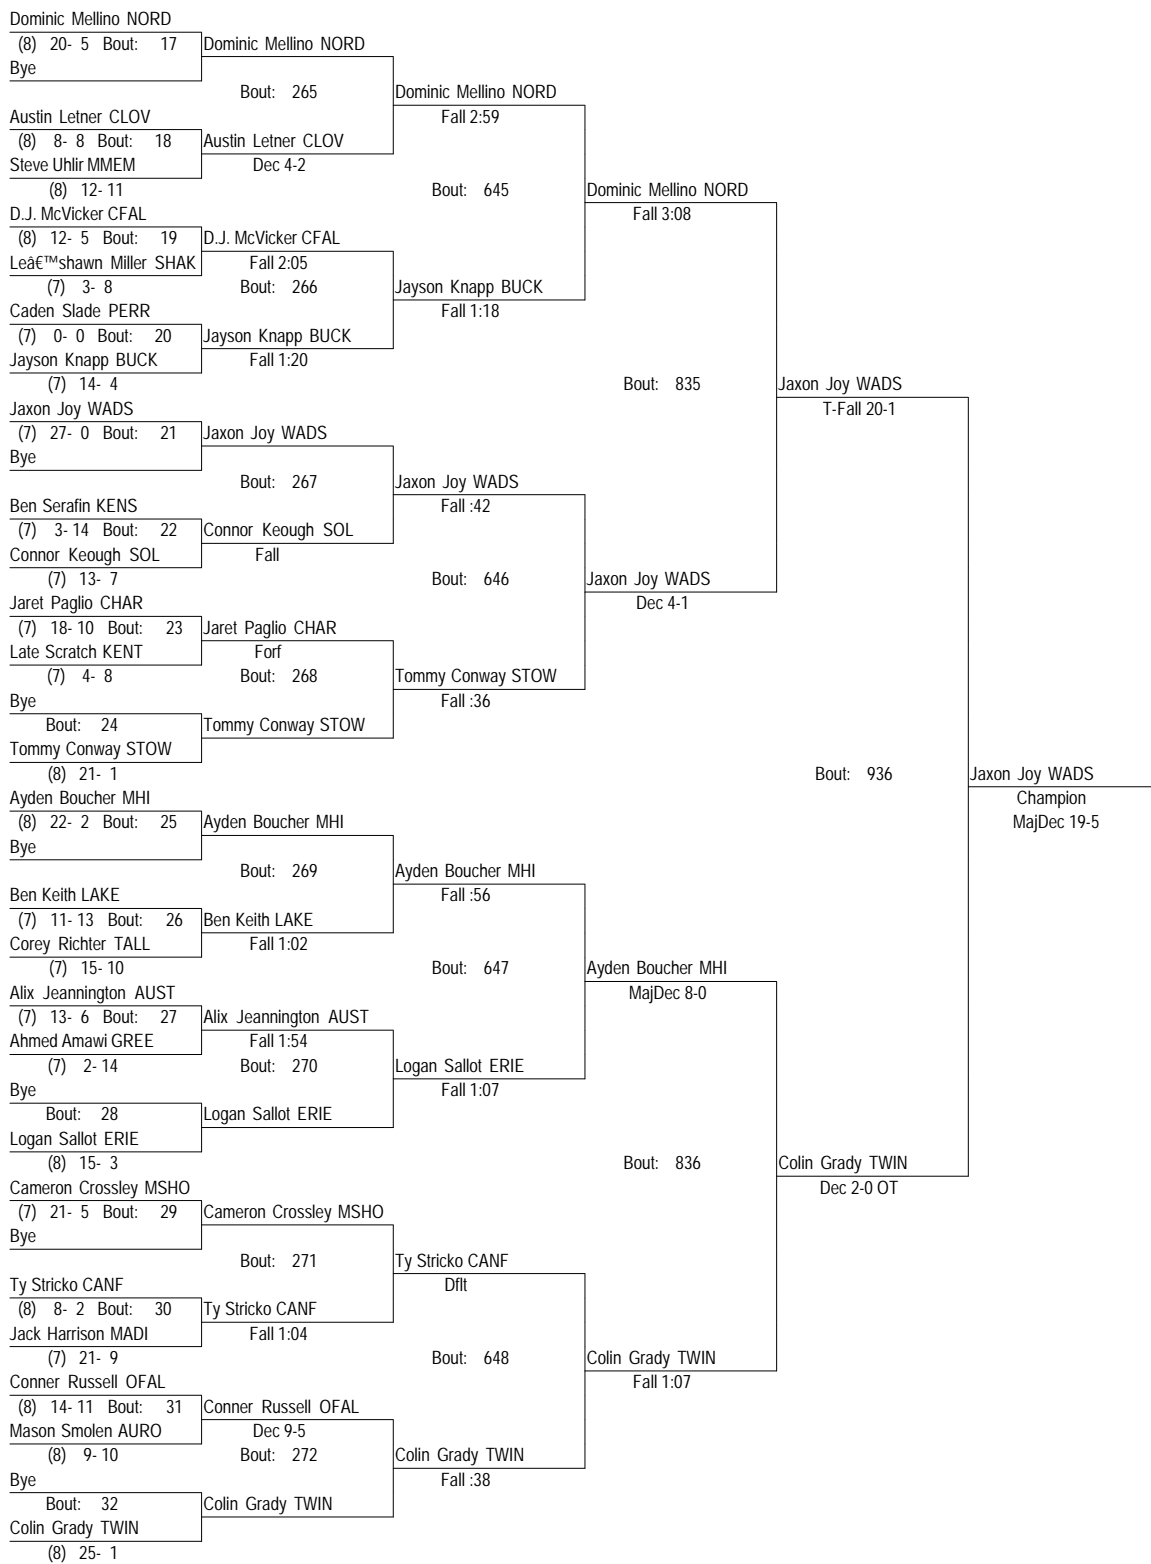 Dominic Mellino NORD
(8) 20- 5 Bout: 17 Dominic Mellino NORD
Bye
Bout: 265 Dominic Mellino NORD
Austin Letner CLOV Fall 2:59
(8) 8- 8 Bout: 18 Austin Letner CLOV
Steve Uhlir MMEM Dec 4-2
(8) 12- 11 Bout: 645 Dominic Mellino NORD
D.J. McVicker CFAL Fall 3:08
(8) 12- 5 Bout: 19 D.J. McVicker CFAL
Leâ€™shawn Miller SHAK Fall 2:05
(7) 3- 8 Bout: 266 Jayson Knapp BUCK
Caden Slade PERR Fall 1:18
(7) 0- 0 Bout: 20 Jayson Knapp BUCK
Jayson Knapp BUCK Fall 1:20
(7) 14- 4 Bout: 835 Jaxon Joy WADS
Jaxon Joy WADS T-Fall 20-1
(7) 27- 0 Bout: 21 Jaxon Joy WADS
Bye
Bout: 267 Jaxon Joy WADS
Ben Serafin KENS Fall :42
(7) 3- 14 Bout: 22 Connor Keough SOL
Connor Keough SOL Fall
(7) 13- 7 Bout: 646 Jaxon Joy WADS
Jaret Paglio CHAR Dec 4-1
(7) 18- 10 Bout: 23 Jaret Paglio CHAR
Late Scratch KENT Forf
(7) 4- 8 Bout: 268 Tommy Conway STOW
Bye Fall :36
Bout: 24 Tommy Conway STOW
Tommy Conway STOW
(8) 21- 1 Bout: 936 Jaxon Joy WADS
Ayden Boucher MHI Champion
(8) 22- 2 Bout: 25 Ayden Boucher MHI MajDec 19-5
Bye
Bout: 269 Ayden Boucher MHI
Ben Keith LAKE Fall :56
(7) 11- 13 Bout: 26 Ben Keith LAKE
Corey Richter TALL Fall 1:02
(7) 15- 10 Bout: 647 Ayden Boucher MHI
Alix Jeannington AUST MajDec 8-0
(7) 13- 6 Bout: 27 Alix Jeannington AUST
Ahmed Amawi GREE Fall 1:54
(7) 2- 14 Bout: 270 Logan Sallot ERIE
Bye Fall 1:07
Bout: 28 Logan Sallot ERIE
Logan Sallot ERIE
(8) 15- 3 Bout: 836 Colin Grady TWIN
Cameron Crossley MSHO Dec 2-0 OT
(7) 21- 5 Bout: 29 Cameron Crossley MSHO
Bye
Bout: 271 Ty Stricko CANF
Ty Stricko CANF Dflt
(8) 8- 2 Bout: 30 Ty Stricko CANF
Jack Harrison MADI Fall 1:04
(7) 21- 9 Bout: 648 Colin Grady TWIN
Conner Russell OFAL Fall 1:07
(8) 14- 11 Bout: 31 Conner Russell OFAL
Mason Smolen AURO Dec 9-5
(8) 9- 10 Bout: 272 Colin Grady TWIN
Bye Fall :38
Bout: 32 Colin Grady TWIN
Colin Grady TWIN
(8) 25- 1